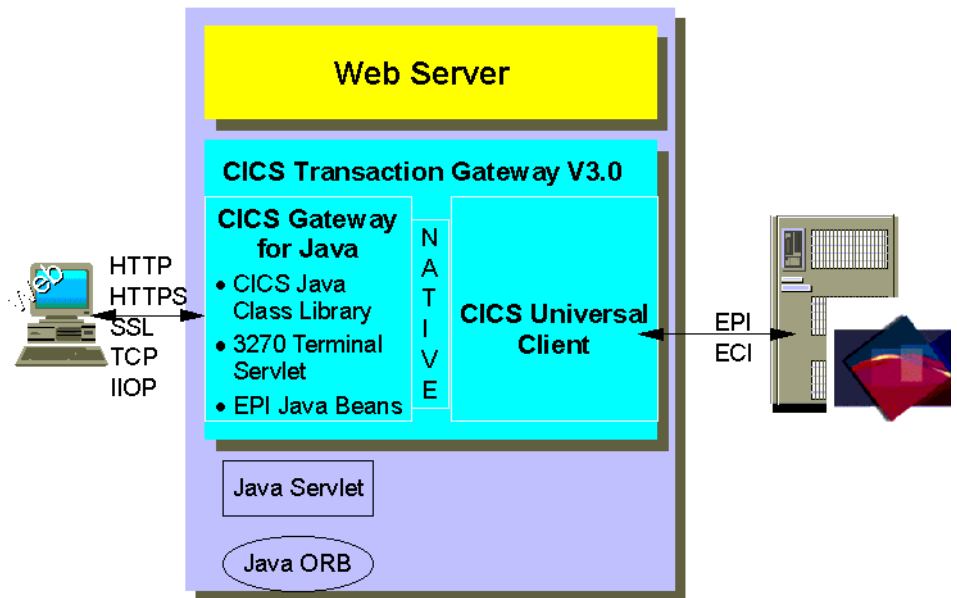 Web Server
CICS Transaction Gateway V3.0
CICS Gateway
for Java
• CICS Java
Class Library
• 3270 Terminal
Servlet
• EPI Java Beans
N
A
T
I
V
E
CICS Universal
Client
Web
HTTP
HTTPS
SSL
TCP
IIOP
EPI
ECI
Java Servlet
Java ORB